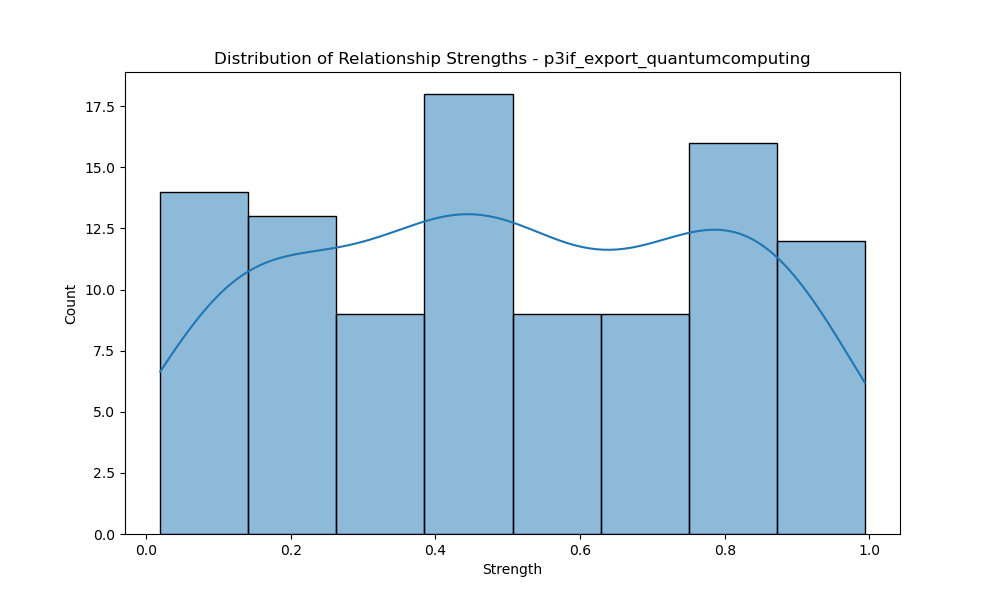 Distribution of Relationship Strengths - p3if_export_quantumcomputing
17.5
15.0
12.5
10.0
7.5
5.0
2.5
0.0
Count
0.0 0.2 0.4 0.6 0.8 1.0
Strength